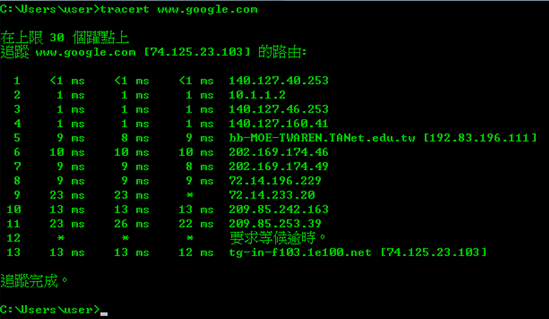 C:\Users\user>tracert www.google.com
在上限 30 個躍點上
追蹤 www.google.com [74.125.23.103] 的路由:
1 <1 ms <1 ms <1 ms 140.127.40.253
2 1 ms 1 ms 1 ms 10.1.1.2
3 1 ms 1 ms 1 ms 140.127.46.253
4 1 ms 1 ms 1 ms 140.127.160.41
5 9 ms 8 ms 9 ms bb-MOE-TWAREN.TANet.edu.tw [192.83.196.111]
6 10 ms 10 ms 10 ms 202.169.174.46
7 9 ms 9 ms 8 ms 202.169.174.49
8 9 ms 9 ms 9 ms 72.14.196.229
9 23 ms 23 ms * 72.14.233.20
10 13 ms 13 ms 13 ms 209.85.242.163
11 23 ms 26 ms 22 ms 209.85.253.39
12 * * * 要求等候逾時。
13 13 ms 13 ms 12 ms tg-in-f103.1e100.net [74.125.23.103]
追蹤完成。
C:\Users\user>